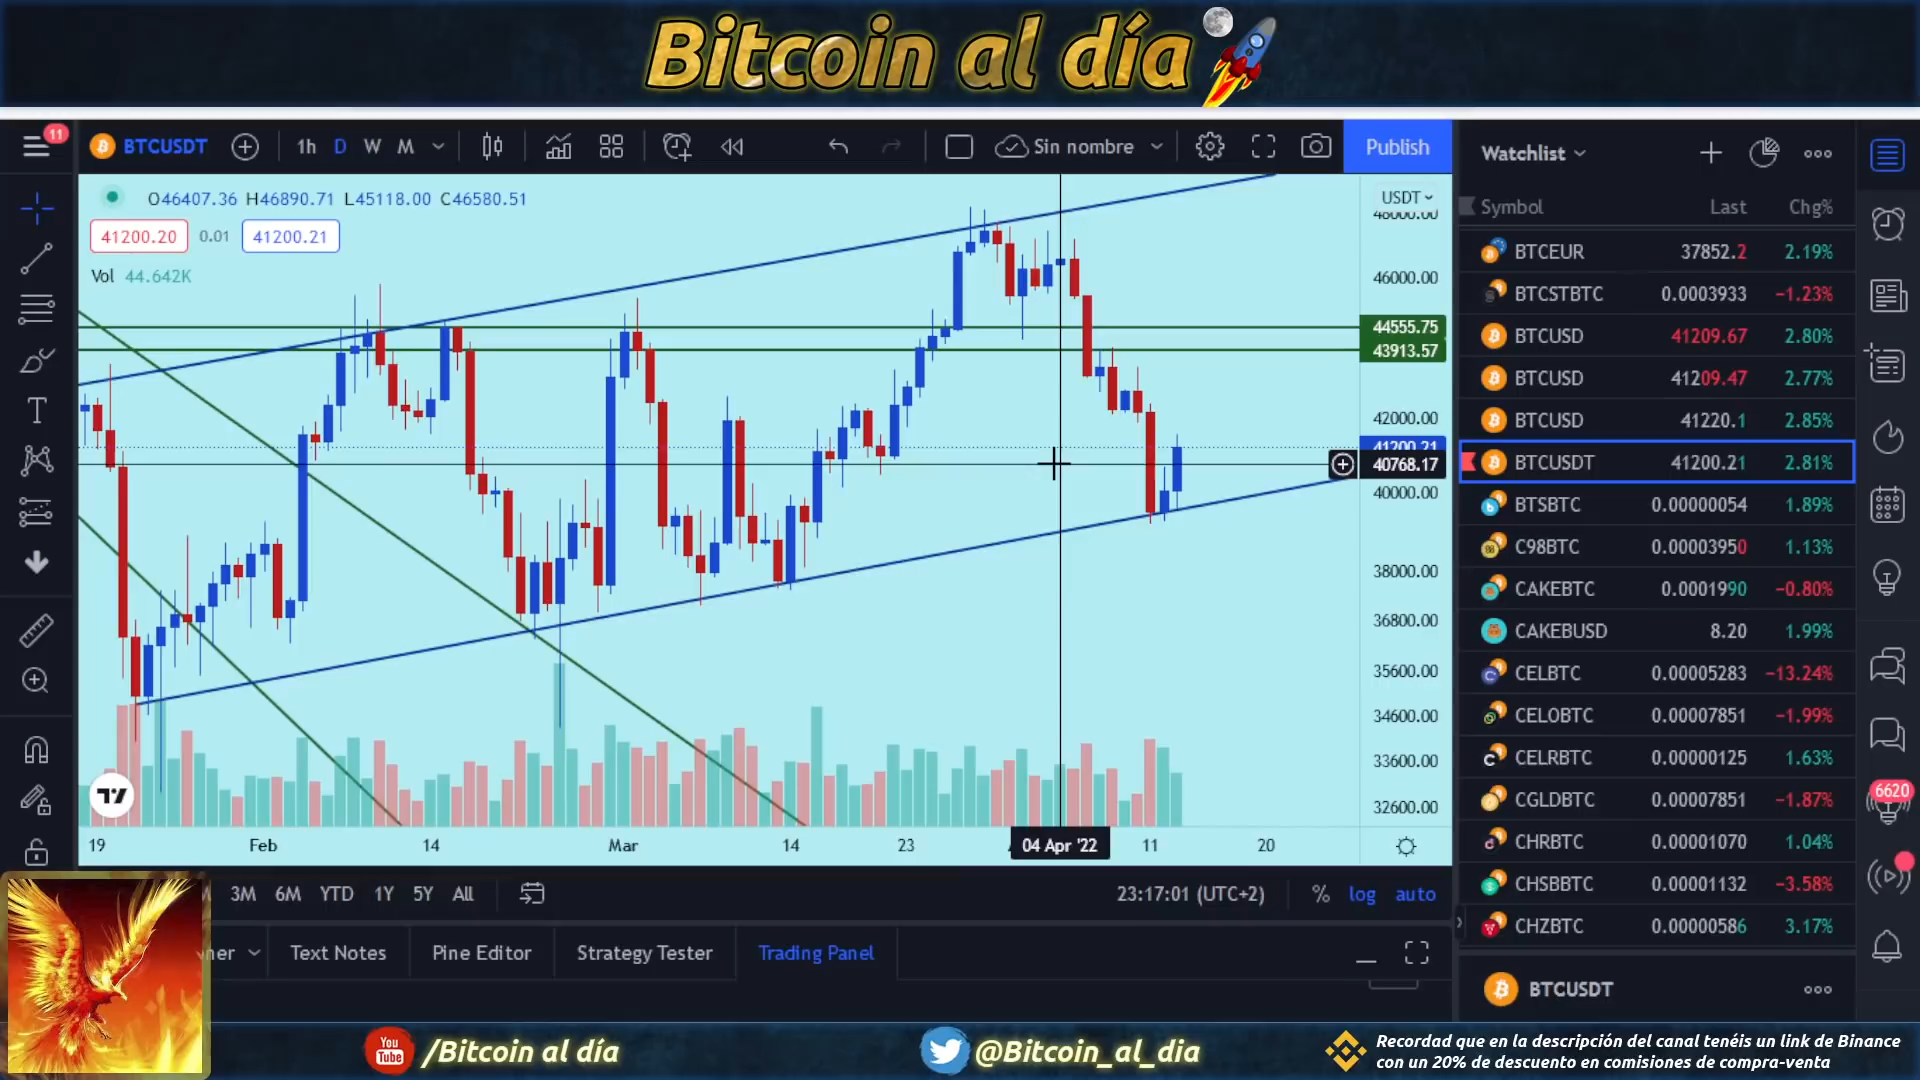 Bitcoin al día
11
BTCUSDT
1h D W M
Sin nombre
Publish
O46407.36 H46890.71 L45118.00 C46580.51
41200.20 0.01 41200.21
Vol 44.642K
USDT
48000.00
46000.00
44555.75
43913.57
42000.00
41200.21
40768.17
40000.00
38000.00
36800.00
35600.00
34600.00
33600.00
32600.00
19 Feb 14 Mar 14 23 04 Apr '22 11 20
3M 6M YTD 1Y 5Y All
23:17:01 (UTC+2) % log auto
Text Notes Pine Editor Strategy Tester Trading Panel
Watchlist
Symbol Last Chg%
BTCEUR 37852.2 2.19%
BTCSTBTC 0.0003933 −1.23%
BTCUSD 41209.67 2.80%
BTCUSD 41209.47 2.77%
BTCUSD 41220.1 2.85%
BTCUSDT 41200.21 2.81%
BTSBTC 0.00000054 1.89%
C98BTC 0.00003950 1.13%
CAKEBTC 0.0001990 −0.80%
CAKEBUSD 8.20 1.99%
CELBTC 0.00005283 −13.24%
CELOBTC 0.00007851 −1.99%
CELRBTC 0.00000125 1.63%
CGLDBTC 0.00007851 −1.87%
CHRBTC 0.00001070 1.04%
CHSBBTC 0.00001132 −3.58%
CHZBTC 0.00000586 3.17%
BTCUSDT
6620
You Tube /Bitcoin al día
@Bitcoin_al_dia
Recordad que en la descripción del canal tenéis un link de Binance
con un 20% de descuento en comisiones de compra-venta